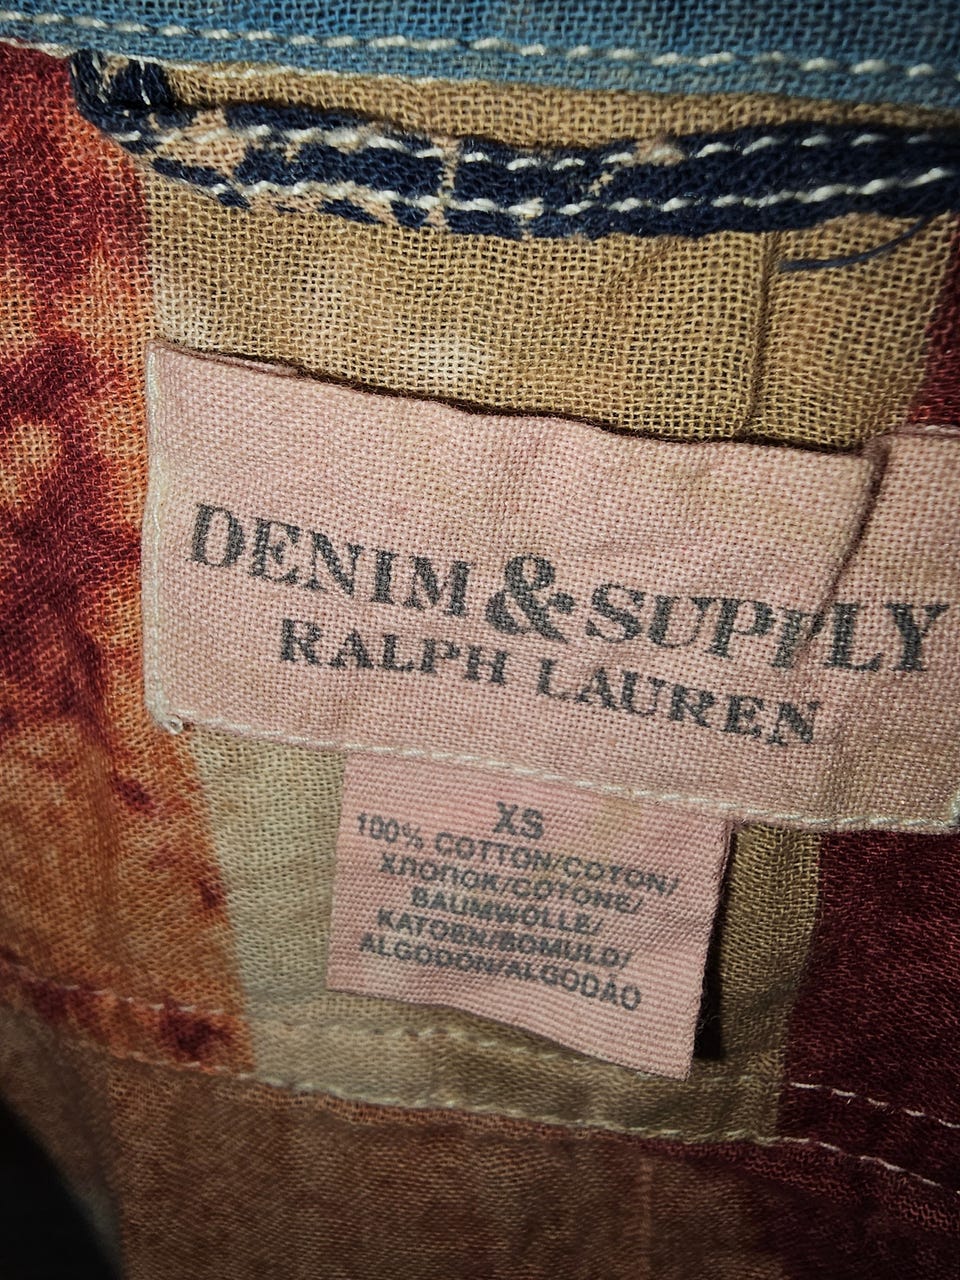 DENIM & SUPPLY
RALPH LAUREN
XS
100% COTTON/COTON/
ХЛОПОК/COTONE/
BAUMWOLLE/
KATOEN/BOMULD/
ALGODON/ALGODÃO